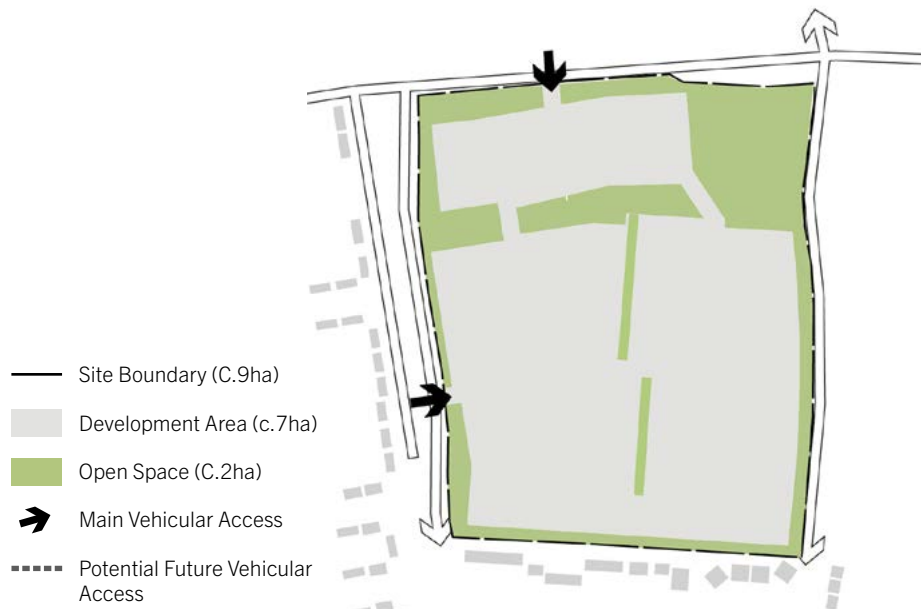 Site Boundary (C.9ha)
Development Area (c.7ha)
Open Space (C.2ha)
Main Vehicular Access
Potential Future Vehicular
Access